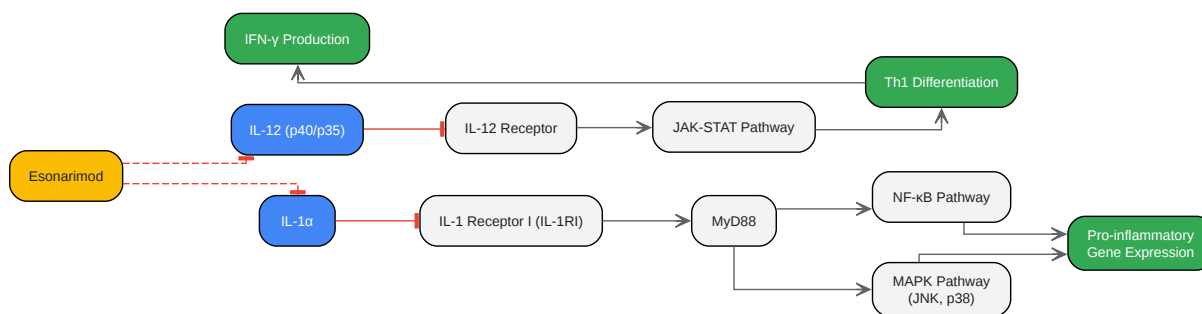 IFN-γ Production
Th1 Differentiation
IL-12 (p40/p35)
IL-12 Receptor
JAK-STAT Pathway
Esonarimod
IL-1α
IL-1 Receptor I (IL-1RI)
MyD88
NF-κB Pathway
Pro-inflammatory
Gene Expression
MAPK Pathway
(JNK, p38)